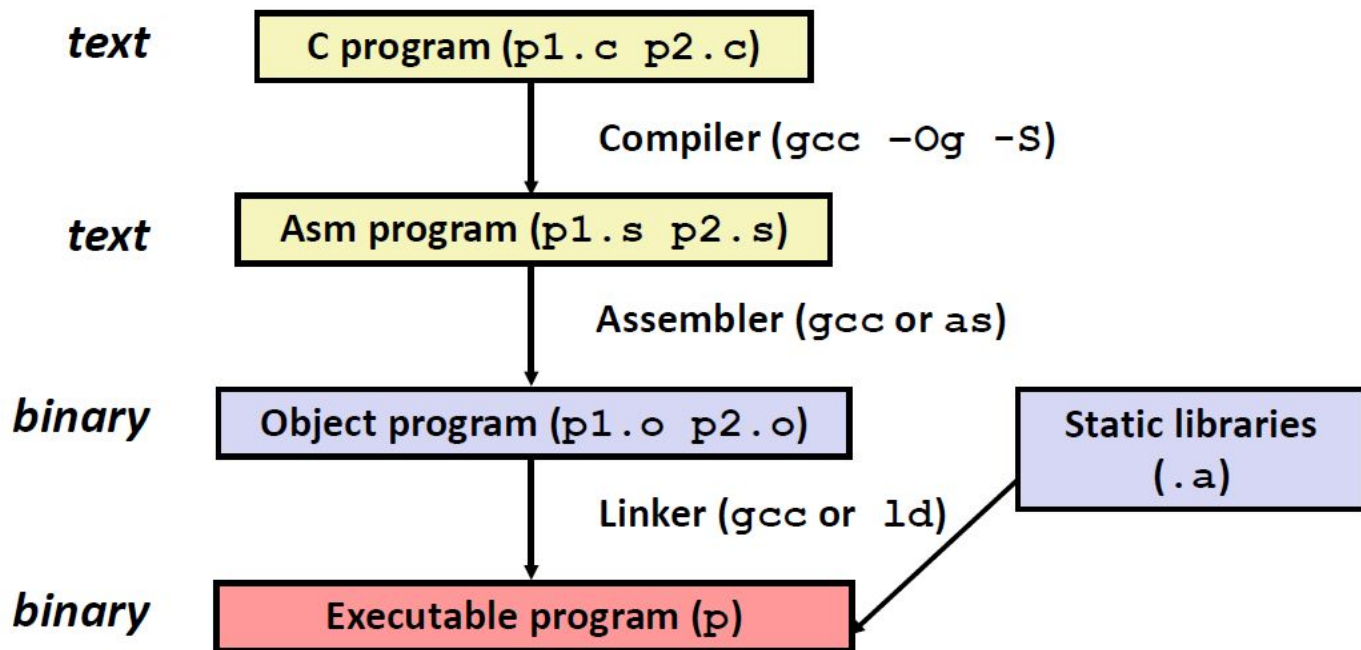 text
C program (p1.c p2.c)
Compiler (gcc –Og -S)
text
Asm program (p1.s p2.s)
Assembler (gcc or as)
binary
Object program (p1.o p2.o)
Static libraries
(.a)
Linker (gcc or ld)
binary
Executable program (p)